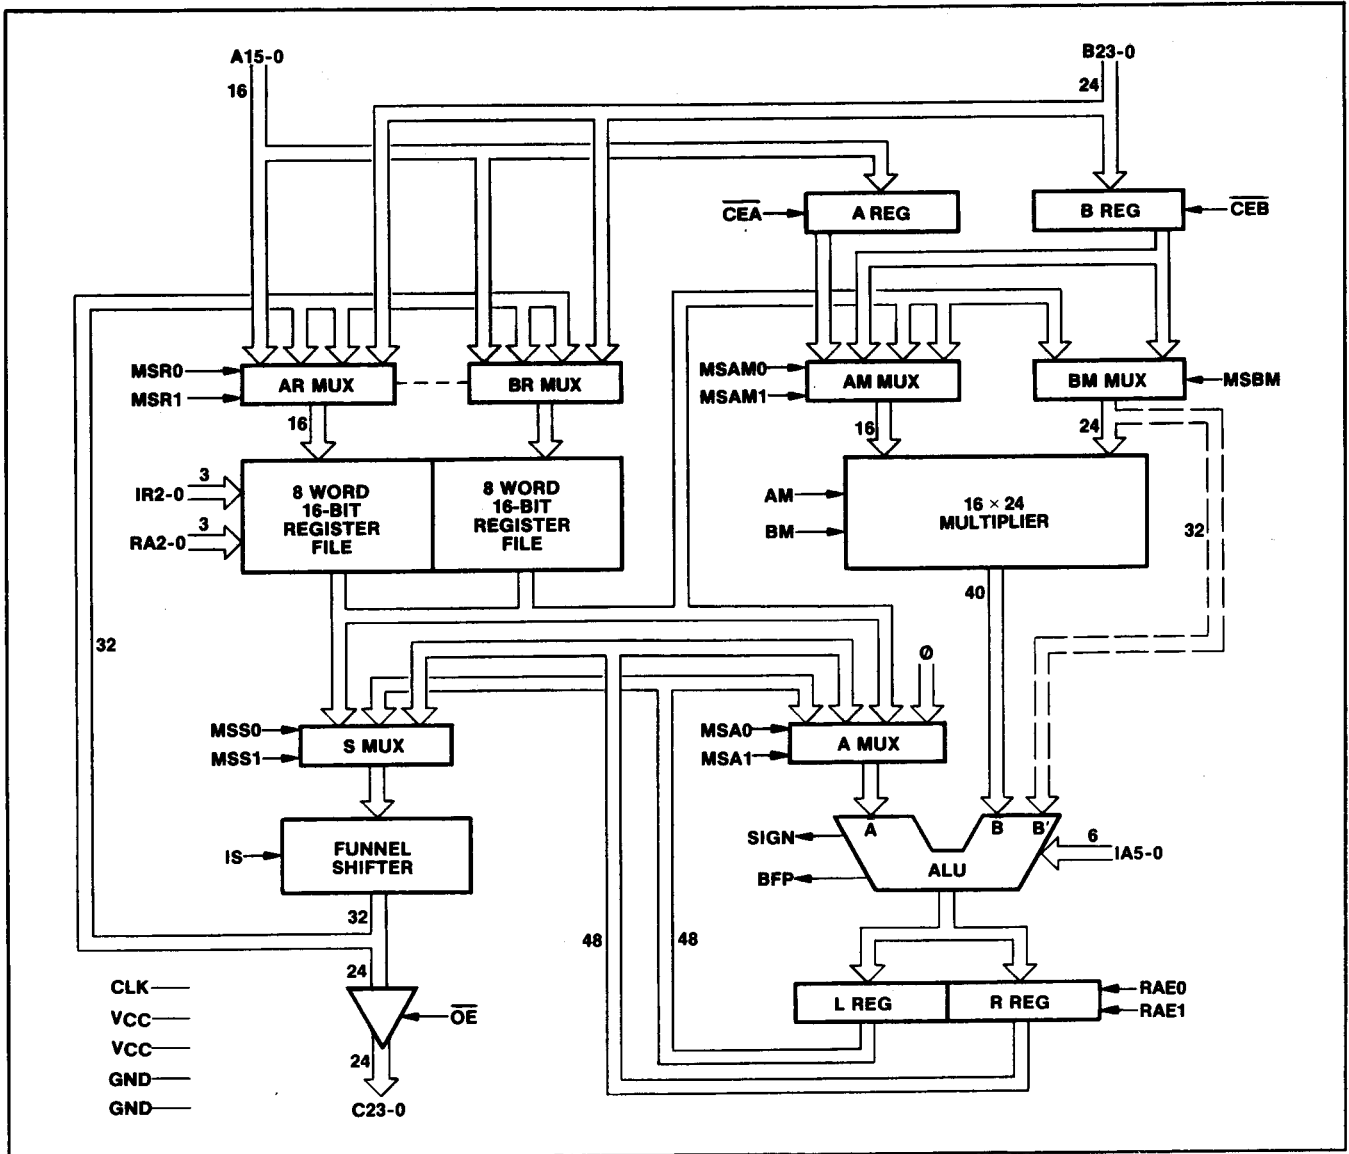 A15-0
B23-0
16
24
CEA
A REG
B REG
CEB
MSR0
MSR1
AR MUX
BR MUX
MSAM0
MSAM1
AM MUX
BM MUX
MSBM
16
16
24
IR2-0
3
RA2-0
3
8 WORD
16-BIT
REGISTER
FILE
8 WORD
16-BIT
REGISTER
FILE
AM
BM
16 × 24
MULTIPLIER
32
40
32
Ø
MSS0
MSS1
S MUX
MSA0
MSA1
A MUX
IS
FUNNEL
SHIFTER
SIGN
BFP
A
B
B'
ALU
6
IA5-0
32
48
48
24
OE
24
C23-0
L REG
R REG
RAE0
RAE1
CLK
VCC
VCC
GND
GND